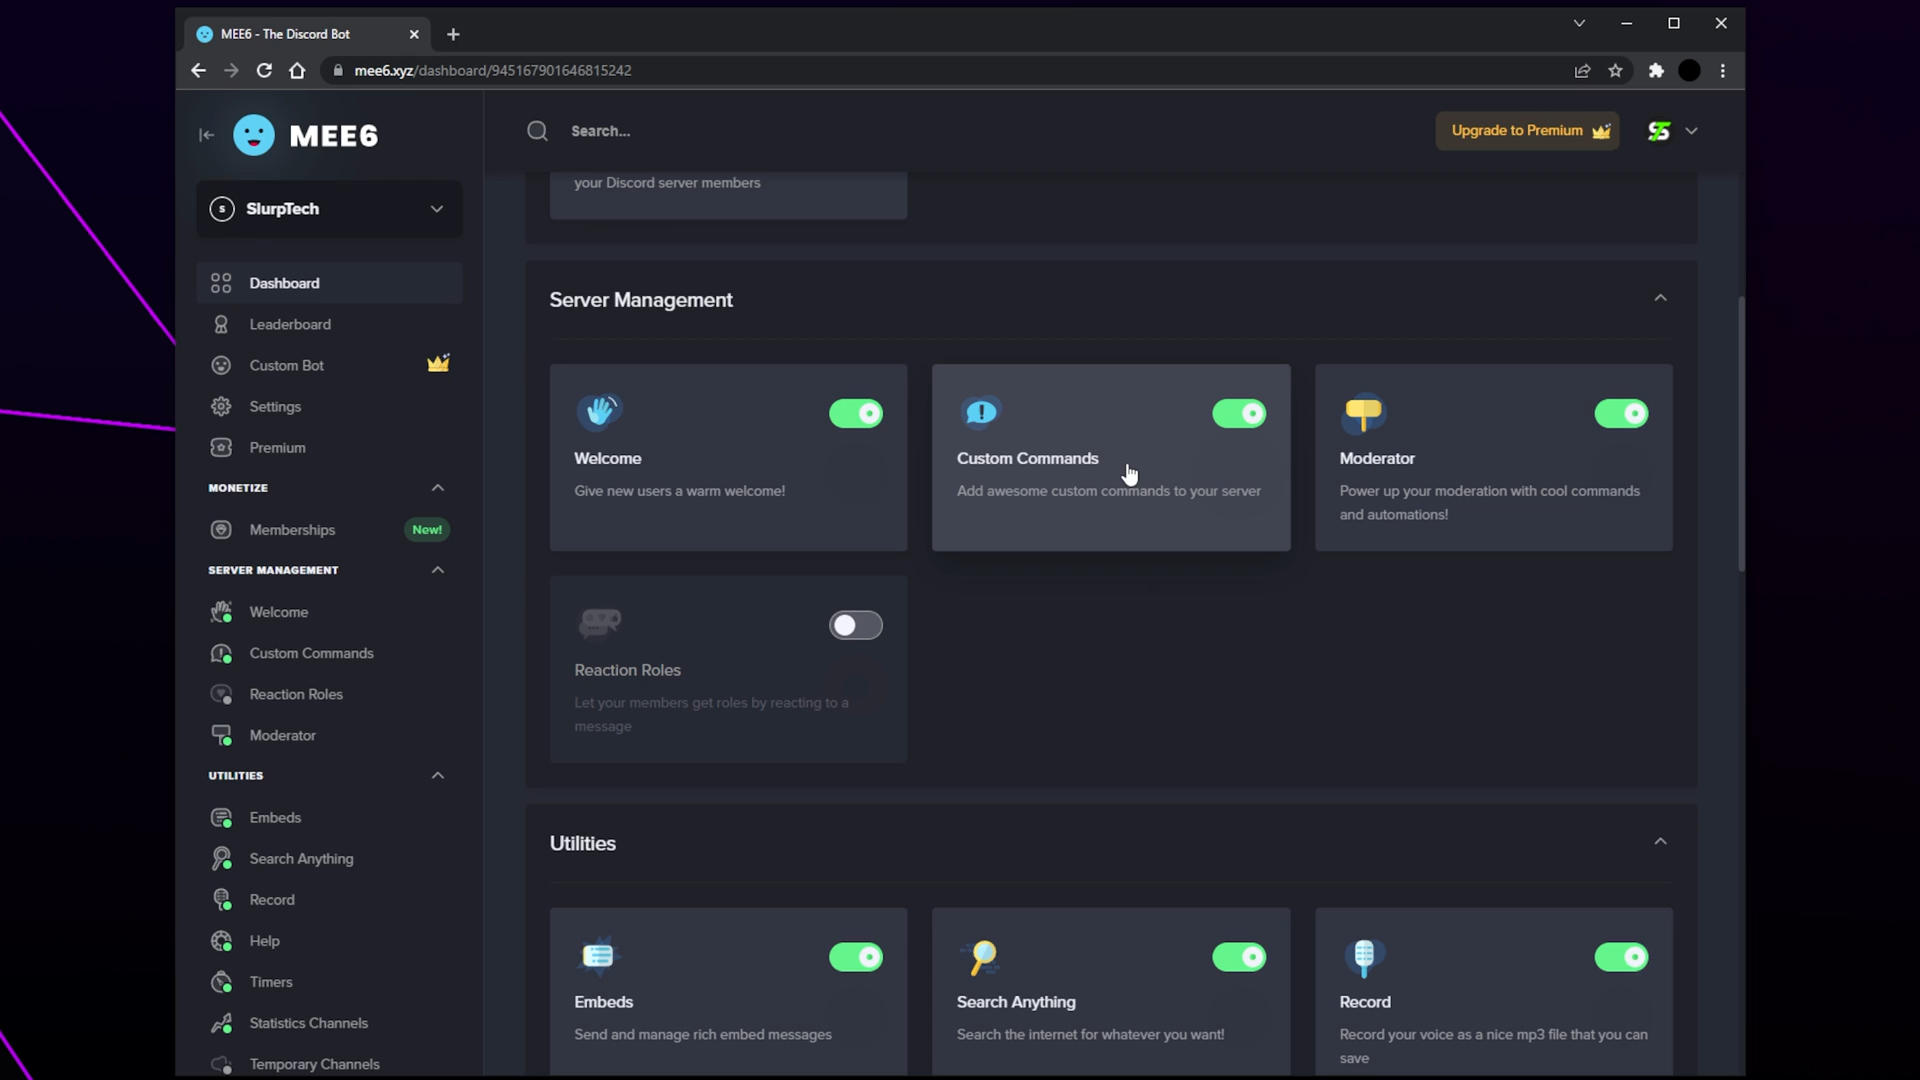 MEE6 - The Discord Bot
mee6.xyz/dashboard/945167901646815242
MEE6
Search...
Upgrade to Premium
S
SlurpTech
Dashboard
Leaderboard
Custom Bot
Settings
Premium
MONETIZE
Memberships
New!
SERVER MANAGEMENT
Welcome
Custom Commands
Reaction Roles
Moderator
UTILITIES
Embeds
Search Anything
Record
Help
Timers
Statistics Channels
Temporary Channels
your Discord server members
Server Management
Welcome
Give new users a warm welcome!
Custom Commands
Add awesome custom commands to your server
Moderator
Power up your moderation with cool commands
and automations!
Reaction Roles
Let your members get roles by reacting to a
message
Utilities
Embeds
Send and manage rich embed messages
Search Anything
Search the internet for whatever you want!
Record
Record your voice as a nice mp3 file that you can
save